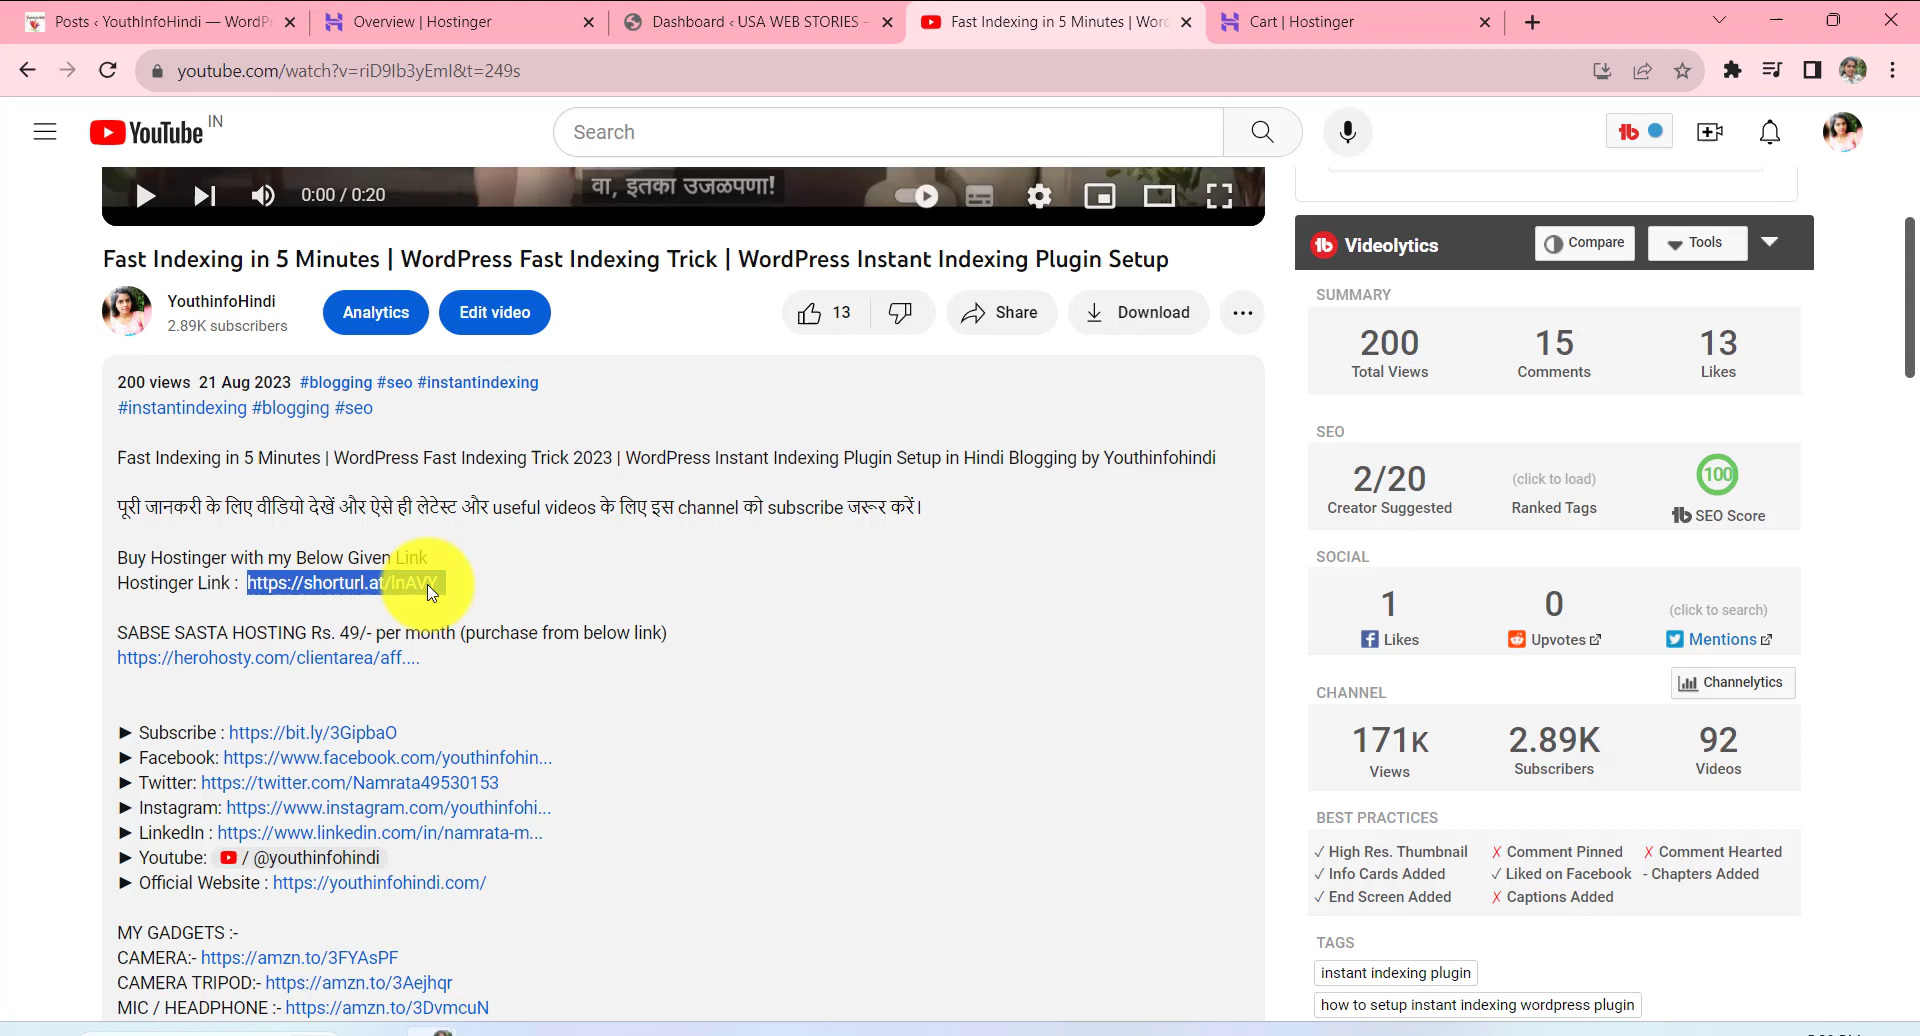 Posts ‹ YouthInfoHindi — WordPr
Overview | Hostinger
Dashboard ‹ USA WEB STORIES –
Fast Indexing in 5 Minutes | Word
Cart | Hostinger
youtube.com/watch?v=riD9Ib3yEmI&t=249s
YouTube IN
Search
वा, इतका उजळपणा!
0:00 / 0:20
Fast Indexing in 5 Minutes | WordPress Fast Indexing Trick | WordPress Instant Indexing Plugin Setup
YouthinfoHindi
2.89K subscribers
Analytics
Edit video
13
Share
Download
200 views 21 Aug 2023 #blogging #seo #instantindexing
#instantindexing #blogging #seo
Fast Indexing in 5 Minutes | WordPress Fast Indexing Trick 2023 | WordPress Instant Indexing Plugin Setup in Hindi Blogging by Youthinfohindi
पूरी जानकरी के लिए वीडियो देखें और ऐसे ही लेटेस्ट और useful videos के लिए इस channel को subscribe जरूर करें।
Buy Hostinger with my Below Given Link
Hostinger Link : https://shorturl.at/lnAVY
SABSE SASTA HOSTING Rs. 49/- per month (purchase from below link)
https://herohosty.com/clientarea/aff....
► Subscribe : https://bit.ly/3GipbaO
► Facebook: https://www.facebook.com/youthinfohin...
► Twitter: https://twitter.com/Namrata49530153
► Instagram: https://www.instagram.com/youthinfohi...
► LinkedIn : https://www.linkedin.com/in/namrata-m...
► Youtube: / @youthinfohindi
► Official Website : https://youthinfohindi.com/
MY GADGETS :-
CAMERA:- https://amzn.to/3FYAsPF
CAMERA TRIPOD:- https://amzn.to/3Aejhqr
MIC / HEADPHONE :- https://amzn.to/3DvmcuN
tb
tb Videolytics
Compare
Tools
SUMMARY
200 15 13
Total Views Comments Likes
SEO
2/20 (click to load) 100
Creator Suggested Ranked Tags tb SEO Score
SOCIAL
1 0 (click to search)
Likes Upvotes Mentions
Channelytics
CHANNEL
171K 2.89K 92
Views Subscribers Videos
BEST PRACTICES
✓ High Res. Thumbnail ✗ Comment Pinned ✗ Comment Hearted
✓ Info Cards Added ✓ Liked on Facebook - Chapters Added
✓ End Screen Added ✗ Captions Added
TAGS
instant indexing plugin
how to setup instant indexing wordpress plugin